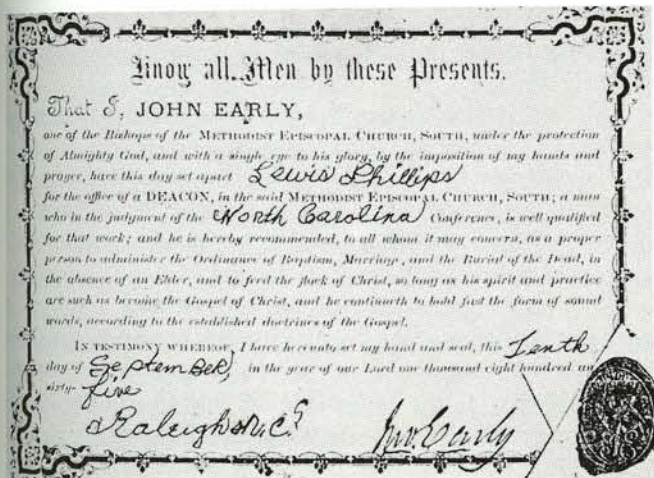 Know all Men by these Presents.
That I, JOHN EARLY,
one of the Bishops of the METHODIST EPISCOPAL CHURCH, SOUTH, under the protection
of Almighty God, and with a single eye to his glory, by the imposition of my hands and
prayer, have this day set apart Lewis Phillips
for the office of a DEACON, in the said METHODIST EPISCOPAL CHURCH, SOUTH; a man
who in the judgment of the North Carolina Conference, is well qualified
for that work; and he is hereby recommended, to all whom it may concern, as a proper
person to administer the Ordinance of Baptism, Marriage, and the Burial of the Dead, in
the absence of an Elder, and to feed the flock of Christ, so long as his spirit and practice
are such as become the Gospel of Christ, and he continueth to hold fast the form of sound
words, according to the established doctrines of the Gospel.
IN TESTIMONY WHEREOF, I have hereunto set my hand and seal, this Tenth
day of September, in the year of our Lord one thousand eight hundred an
sixty-five
Raleigh N.C. Jno Early